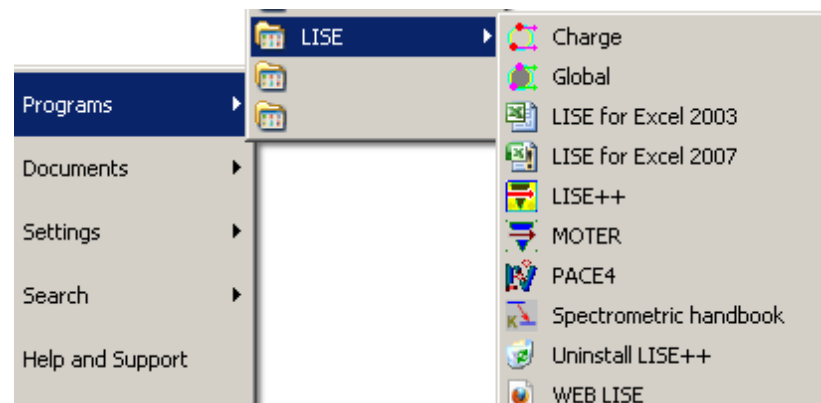 Programs
Documents
Settings
Search
Help and Support
LISE
Charge
Global
LISE for Excel 2003
LISE for Excel 2007
LISE++
MOTER
PACE4
Spectrometric handbook
Uninstall LISE++
WEB LISE